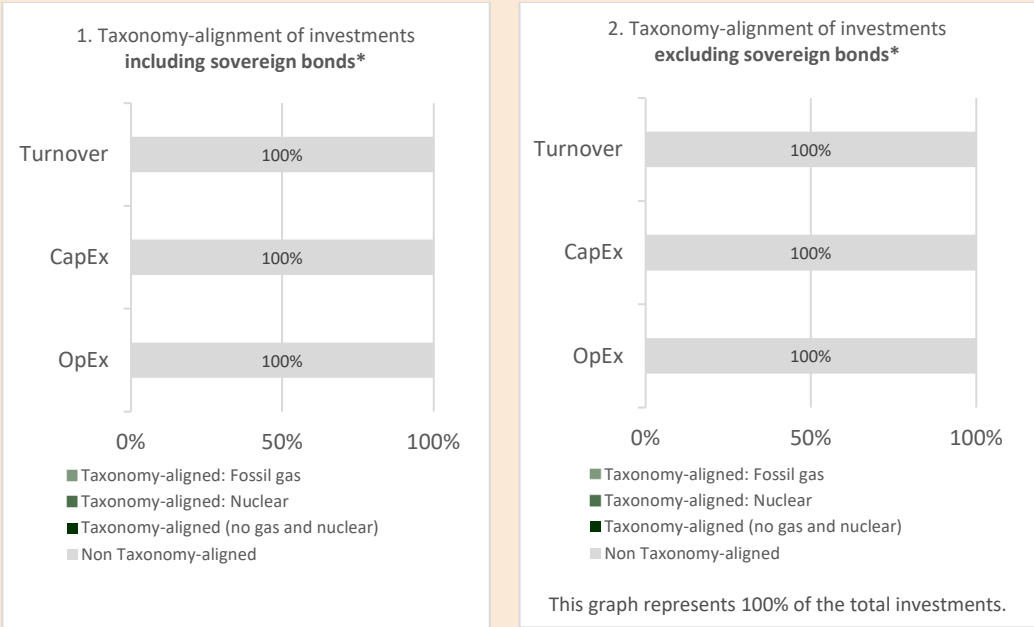 1. Taxonomy-alignment of investments
including sovereign bonds*
Turnover
100%
CapEx
100%
OpEx
100%
0% 50% 100%
Taxonomy-aligned: Fossil gas
Taxonomy-aligned: Nuclear
Taxonomy-aligned (no gas and nuclear)
Non Taxonomy-aligned
2. Taxonomy-alignment of investments
excluding sovereign bonds*
Turnover
100%
CapEx
100%
OpEx
100%
0% 50% 100%
Taxonomy-aligned: Fossil gas
Taxonomy-aligned: Nuclear
Taxonomy-aligned (no gas and nuclear)
Non Taxonomy-aligned
This graph represents 100% of the total investments.